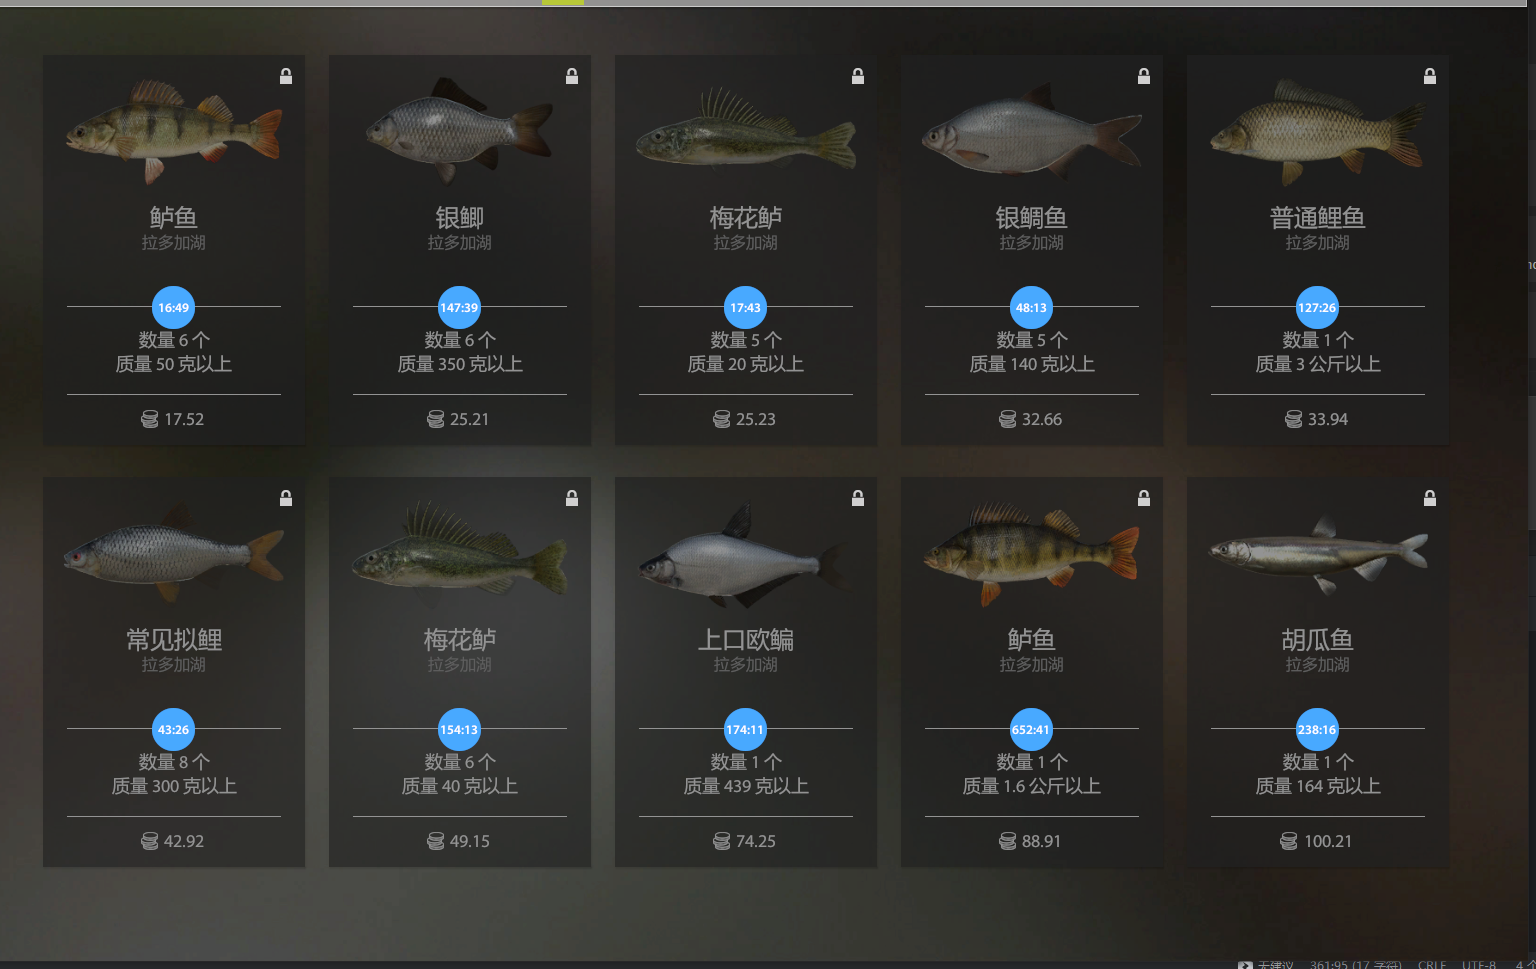 鲈鱼
拉多加湖
16:49
数量 6 个
质量 50 克以上
17.52
银鲫
拉多加湖
147:39
数量 6 个
质量 350 克以上
25.21
梅花鲈
拉多加湖
17:43
数量 5 个
质量 20 克以上
25.23
银鲷鱼
拉多加湖
48:13
数量 5 个
质量 140 克以上
32.66
普通鲤鱼
拉多加湖
127:26
数量 1 个
质量 3 公斤以上
33.94
常见拟鲤
拉多加湖
43:26
数量 8 个
质量 300 克以上
42.92
梅花鲈
拉多加湖
154:13
数量 6 个
质量 40 克以上
49.15
上口欧鳊
拉多加湖
174:11
数量 1 个
质量 439 克以上
74.25
鲈鱼
拉多加湖
652:41
数量 1 个
质量 1.6 公斤以上
88.91
胡瓜鱼
拉多加湖
238:16
数量 1 个
质量 164 克以上
100.21
无建议 361:95 (17 字符) CRLF UTF-8 4 个